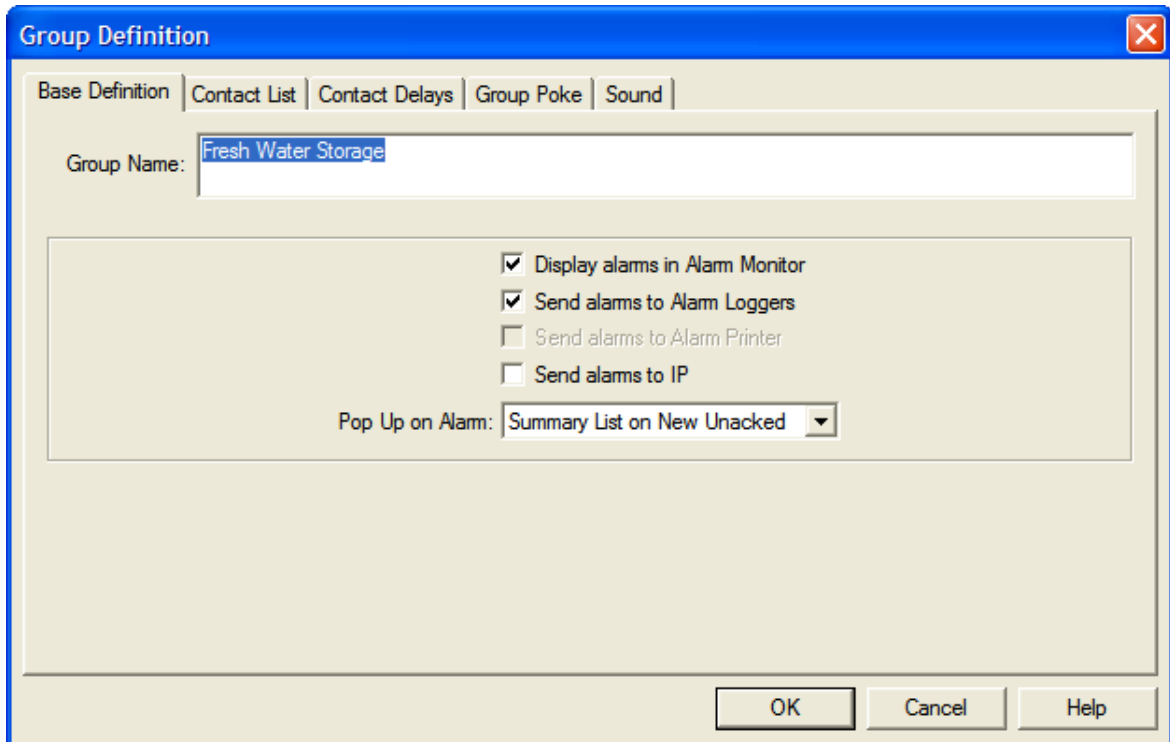 Group Definition
Base Definition Contact List Contact Delays Group Poke Sound
Group Name: Fresh Water Storage
Display alarms in Alarm Monitor
Send alarms to Alarm Loggers
Send alarms to Alarm Printer
Send alarms to IP
Pop Up on Alarm: Summary List on New Unacked
OK Cancel Help